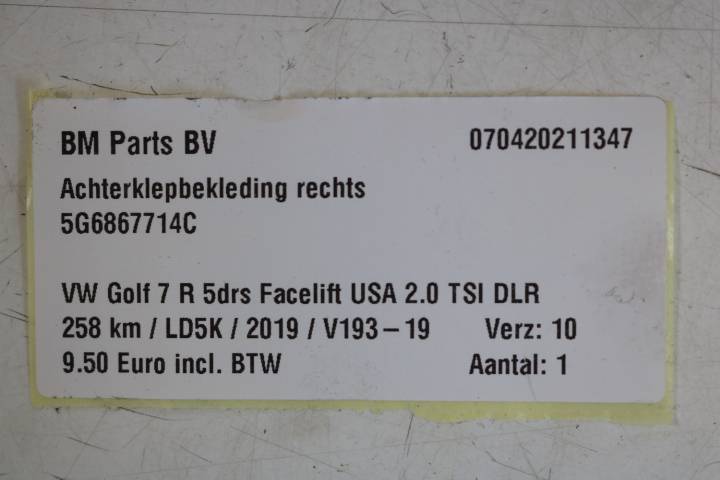 BM Parts BV 070420211347
Achterklepbekleding rechts
5G6867714C
VW Golf 7 R 5drs Facelift USA 2.0 TSI DLR
258 km / LD5K / 2019 / V193-19 Verz: 10
9.50 Euro incl. BTW Aantal: 1